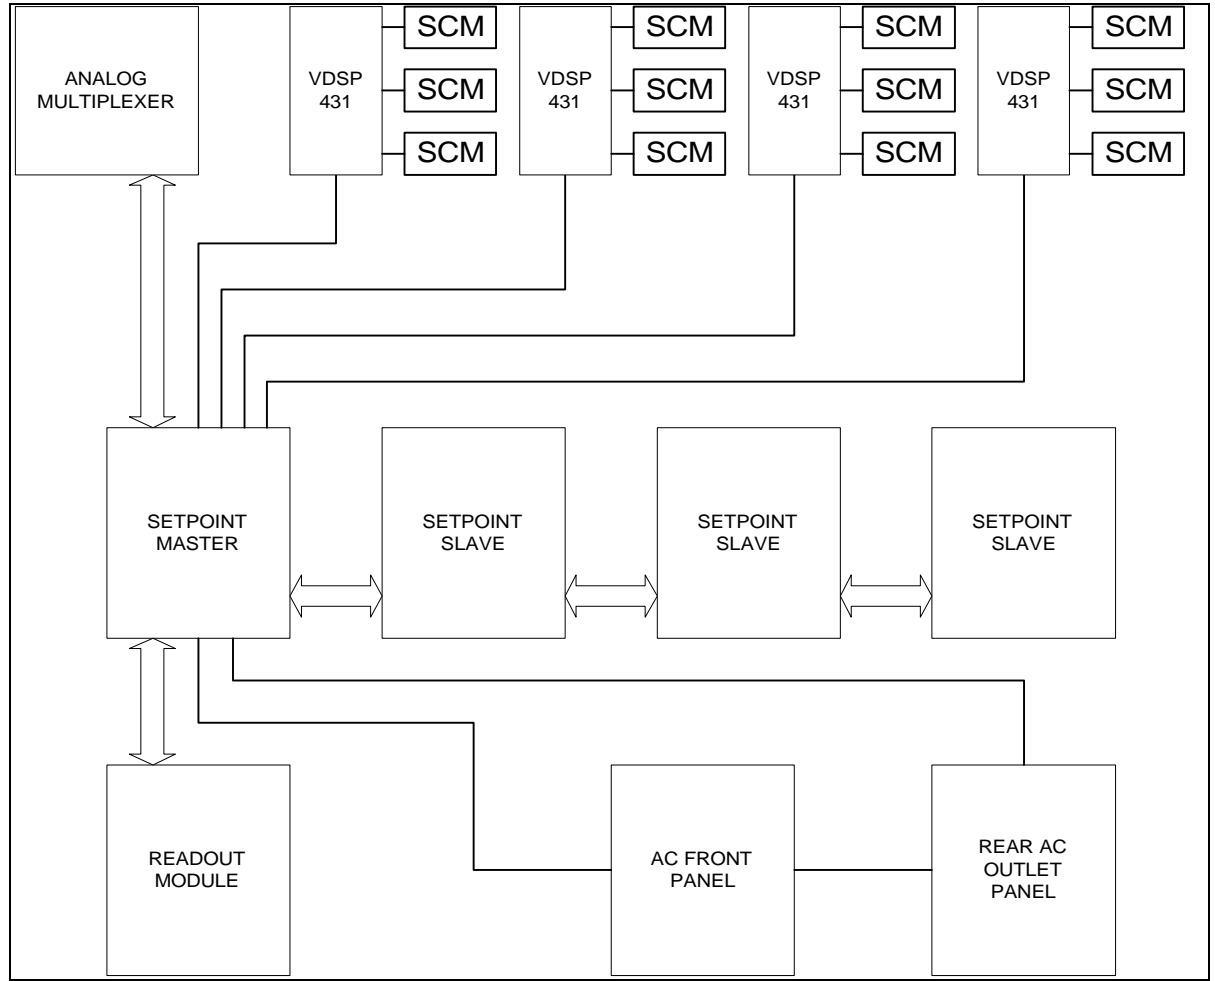 ANALOG
MULTIPLEXER
VDSP
431
SCM
SCM
SCM
VDSP
431
SCM
SCM
SCM
VDSP
431
SCM
SCM
SCM
VDSP
431
SCM
SCM
SCM
SETPOINT
MASTER
SETPOINT
SLAVE
SETPOINT
SLAVE
SETPOINT
SLAVE
READOUT
MODULE
AC FRONT
PANEL
REAR AC
OUTLET
PANEL